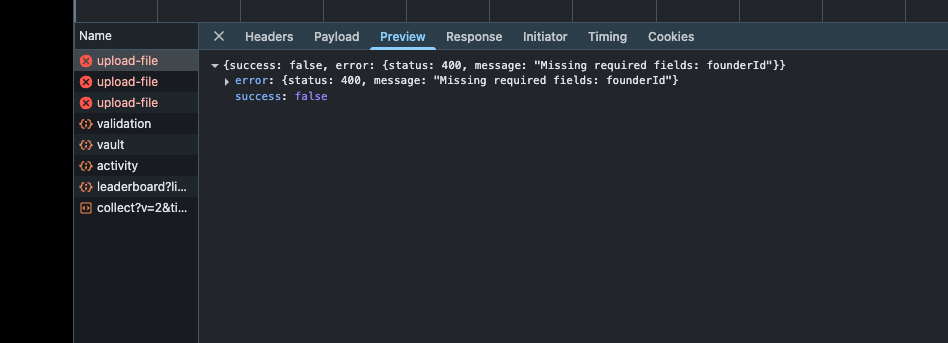 Name
Headers Payload Preview Response Initiator Timing Cookies
upload-file
upload-file
upload-file
validation
vault
activity
leaderboard?li...
collect?v=2&ti...
{success: false, error: {status: 400, message: "Missing required fields: founderId"}}
error: {status: 400, message: "Missing required fields: founderId"}
success: false